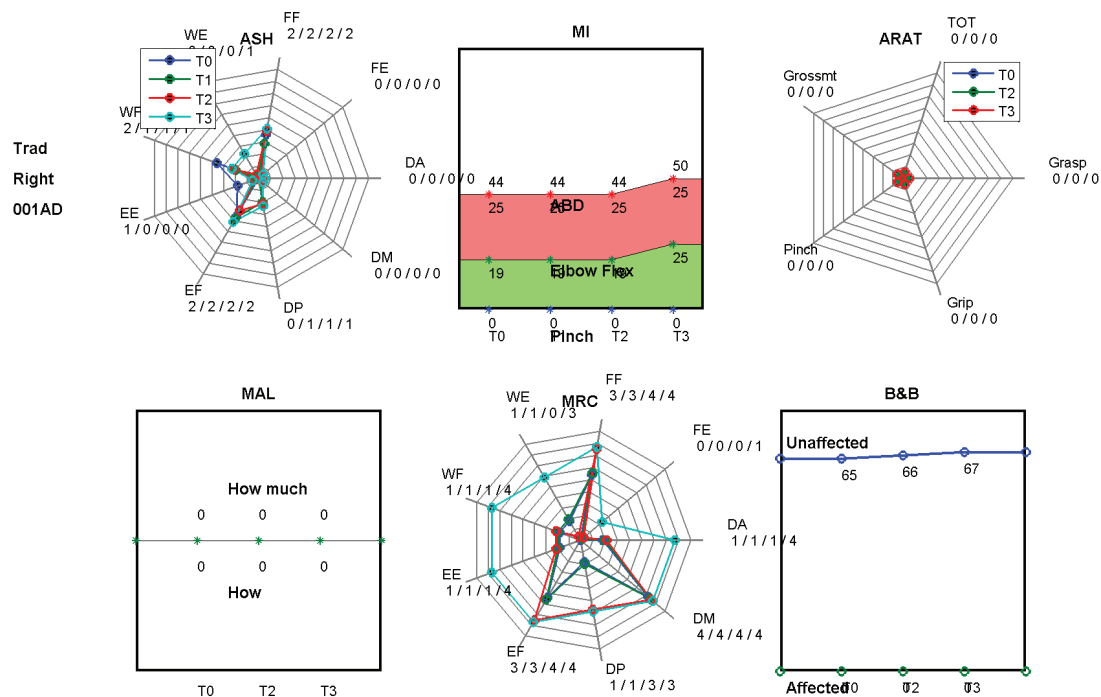 Trad
Right
001AD
ASH
FF
2 / 2 / 2 / 2
WE
FE
0 / 0 / 0 / 0
WF
DA
0 / 0 / 0 / 0
EE
1 / 0 / 0 / 0
DM
0 / 0 / 0 / 0
EF
2 / 2 / 2 / 2
DP
0 / 1 / 1 / 1
T0
T1
T2
T3
MI
44
44
44
50
25
25
25
ABD
19
25
Elbow Flex
0
0
0
0
T0
T2
T3
Pinch
ARAT
TOT
0 / 0 / 0
Grossmt
0 / 0 / 0
Grasp
0 / 0 / 0
Pinch
0 / 0 / 0
Grip
0 / 0 / 0
T0
T2
T3
MAL
How much
0
0
0
0
0
0
How
T0
T2
T3
MRC
FF
3 / 3 / 4 / 4
WE
1 / 1 / 0 / 3
FE
0 / 0 / 0 / 1
WF
1 / 1 / 1 / 4
DA
1 / 1 / 1 / 4
EE
1 / 1 / 1 / 4
DM
4 / 4 / 4 / 4
EF
3 / 3 / 4 / 4
DP
1 / 1 / 3 / 3
B&B
Unaffected
65
66
67
Affected